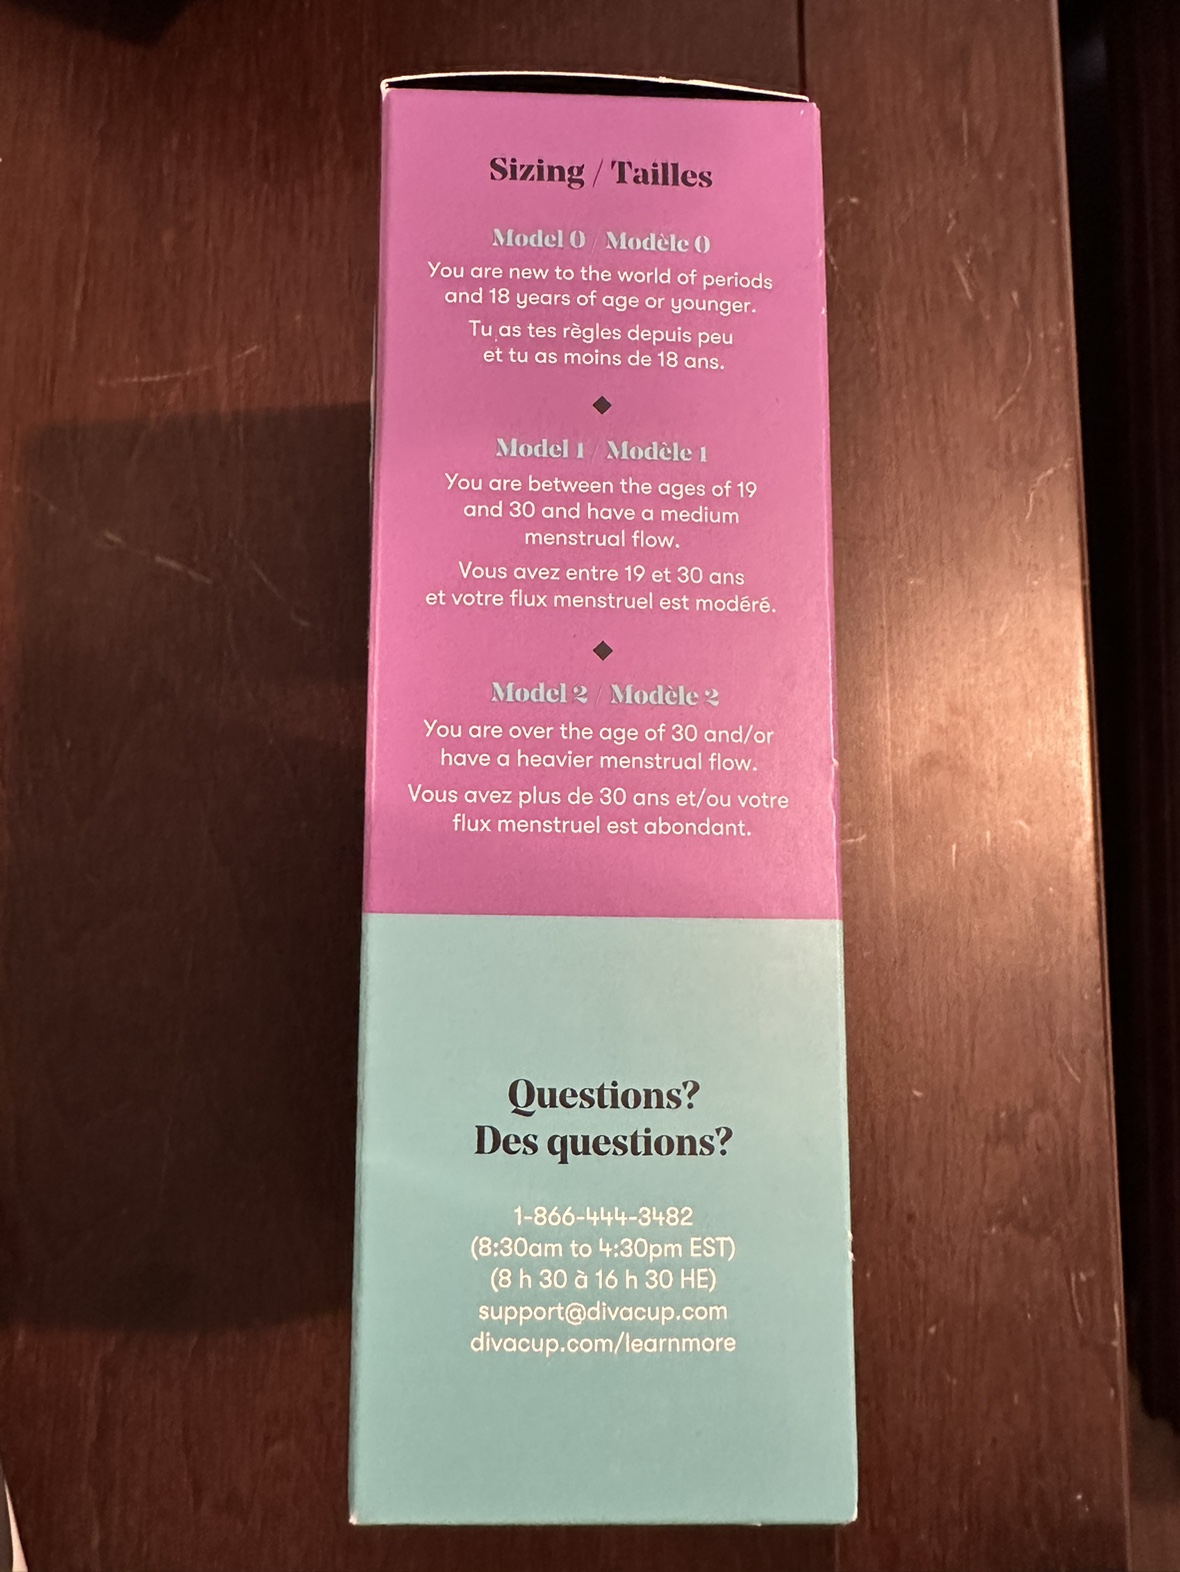 Sizing / Tailles
Model 0 / Modèle 0
You are new to the world of periods
and 18 years of age or younger.
Tu as tes règles depuis peu
et tu as moins de 18 ans.
Model 1 / Modèle 1
You are between the ages of 19
and 30 and have a medium
menstrual flow.
Vous avez entre 19 et 30 ans
et votre flux menstruel est modéré.
Model 2 / Modèle 2
You are over the age of 30 and/or
have a heavier menstrual flow.
Vous avez plus de 30 ans et/ou votre
flux menstruel est abondant.
Questions?
Des questions?
1-866-444-3482
(8:30am to 4:30pm EST)
(8 h 30 à 16 h 30 HE)
support@divacup.com
divacup.com/learnmore